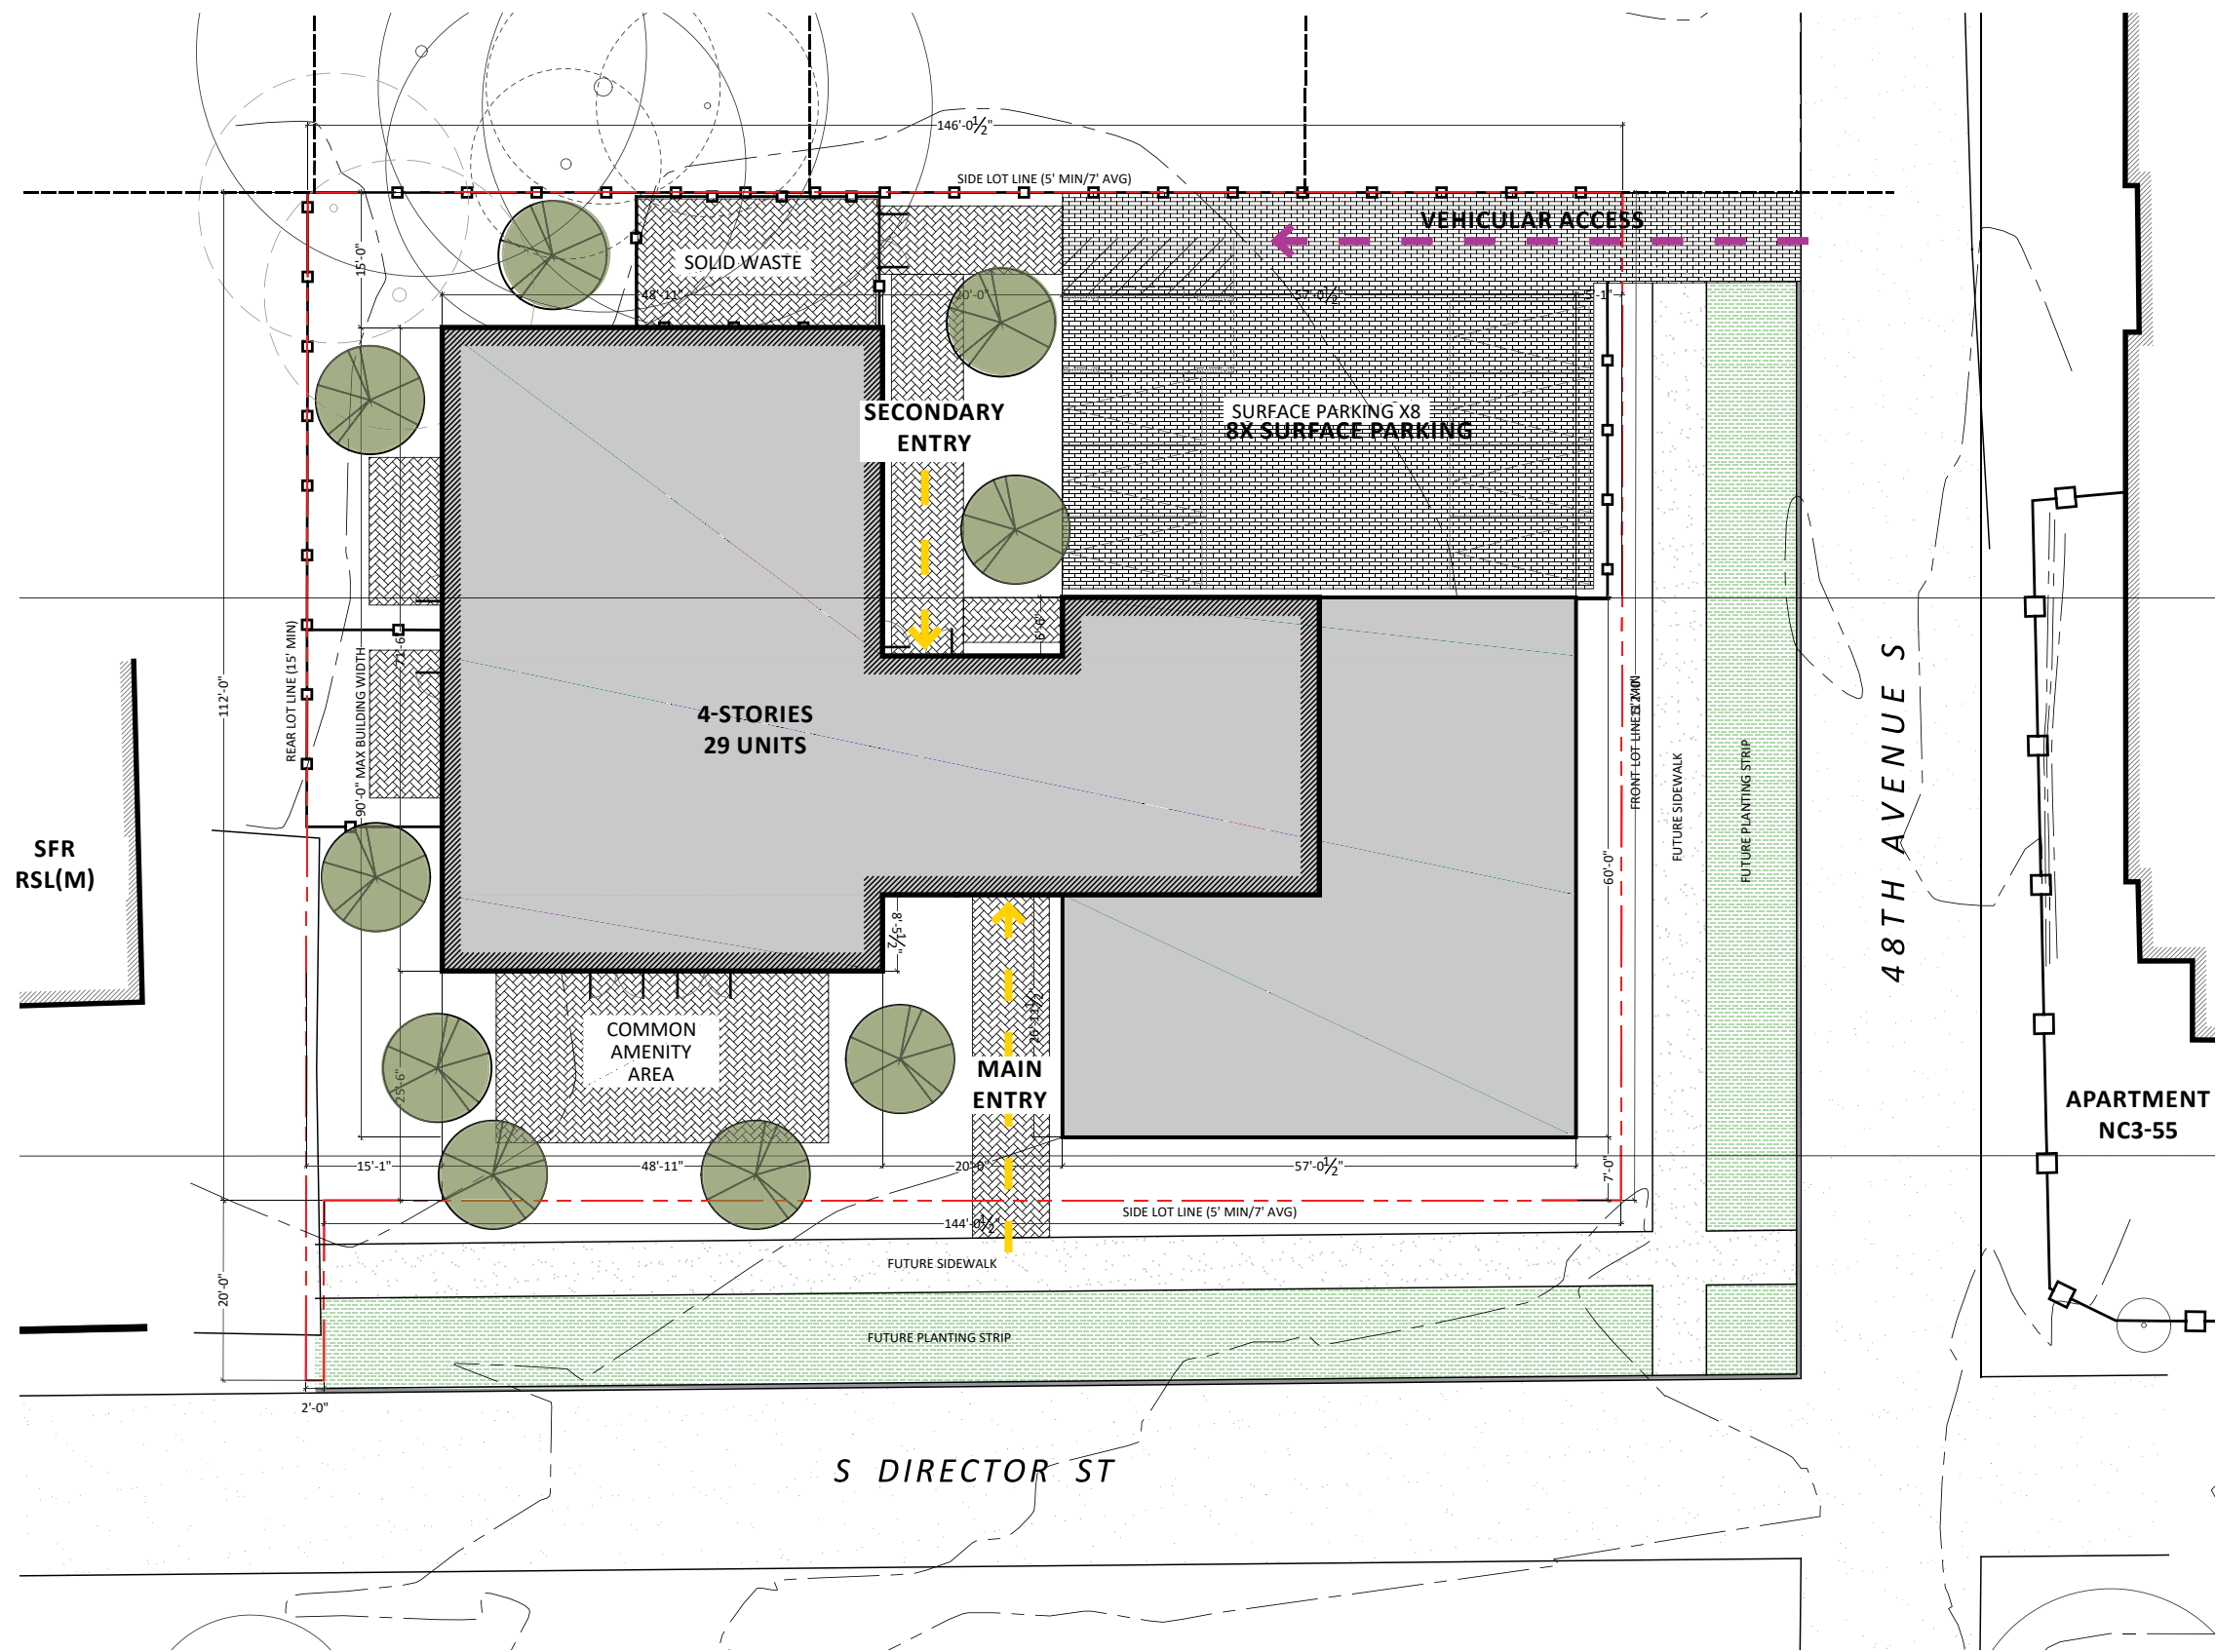 146'-0½"
SIDE LOT LINE (5' MIN/7' AVG)
VEHICULAR ACCESS
15'-0"
SOLID WASTE
48'-11"
20'-0"
57'-0½"
SECONDARY
ENTRY
SURFACE PARKING X8
8X SURFACE PARKING
6'-6"
REAR LOT LINE (15' MIN)
112'-0"
90'-0" MAX BUILDING WIDTH
71'-6"
4-STORIES
29 UNITS
FRONT LOT LINE
FUTURE SIDEWALK
FUTURE PLANTING STRIP
48TH AVENUE S
SFR
RSL(M)
60'-0"
8'-5½"
26'-11½"
COMMON
AMENITY
AREA
25'-6"
MAIN
ENTRY
APARTMENT
NC3-55
15'-1"
48'-11"
20'-0"
57'-0½"
7'-0"
SIDE LOT LINE (5' MIN/7' AVG)
144'-0½"
FUTURE SIDEWALK
20'-0"
FUTURE PLANTING STRIP
2'-0"
S DIRECTOR ST